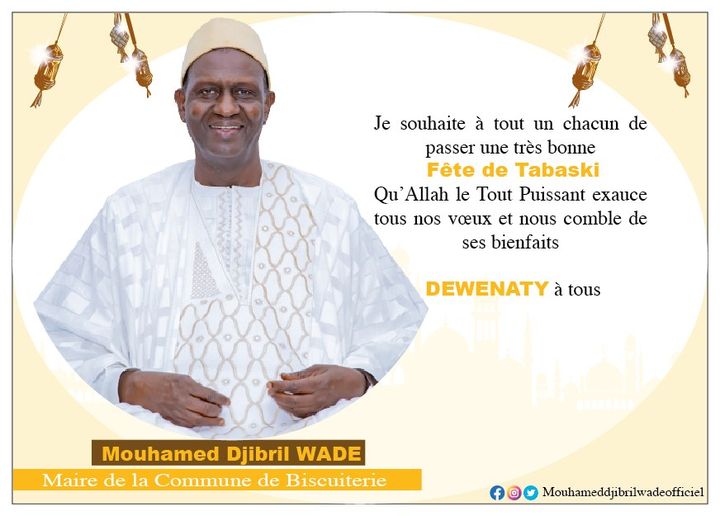 Je souhaite à tout un chacun de
passer une très bonne
Fête de Tabaski
Qu'Allah le Tout Puissant exauce
tous nos vœux et nous comble de
ses bienfaits
DEWENATY à tous
Mouhamed Djibril WADE
Maire de la Commune de Biscuiterie
Mouhameddjibrilwadeofficiel